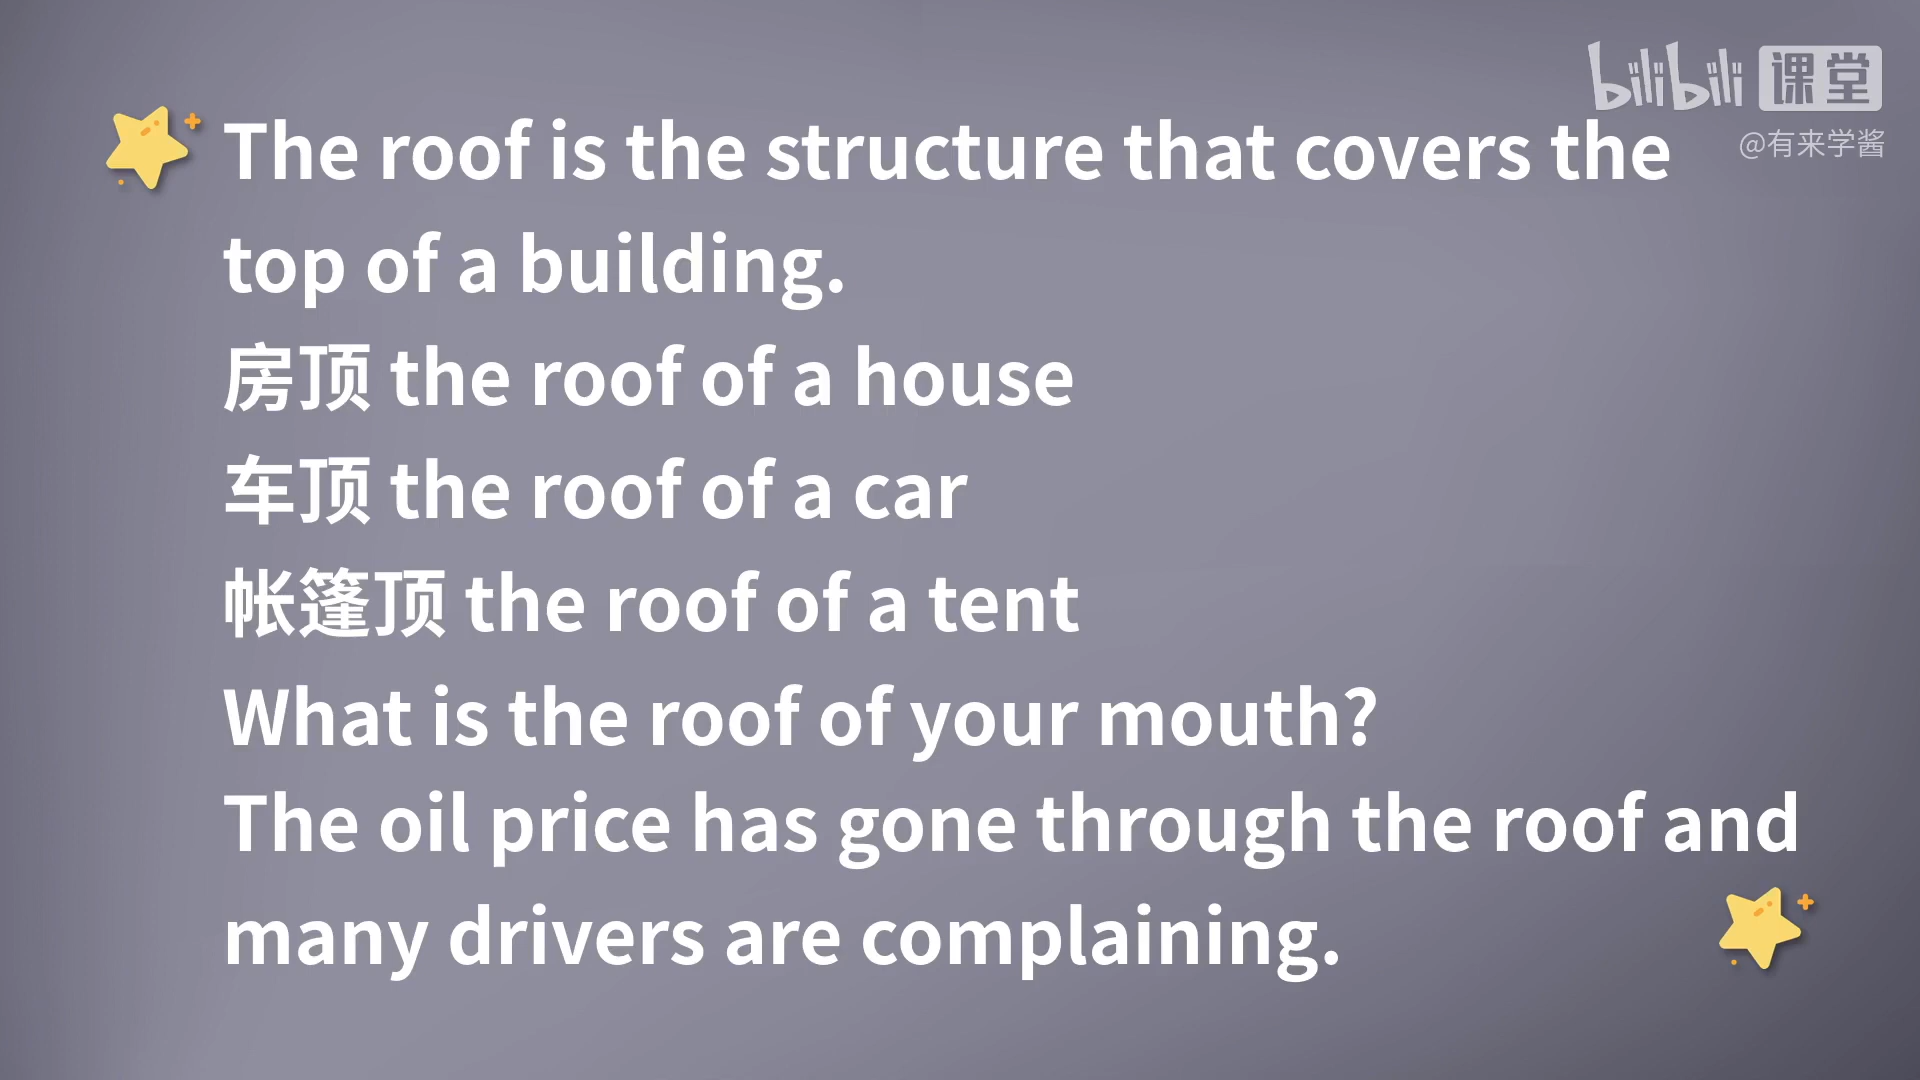 bilibili 课堂
@有来学酱
The roof is the structure that covers the
top of a building.
房顶 the roof of a house
车顶 the roof of a car
帐篷顶 the roof of a tent
What is the roof of your mouth?
The oil price has gone through the roof and
many drivers are complaining.